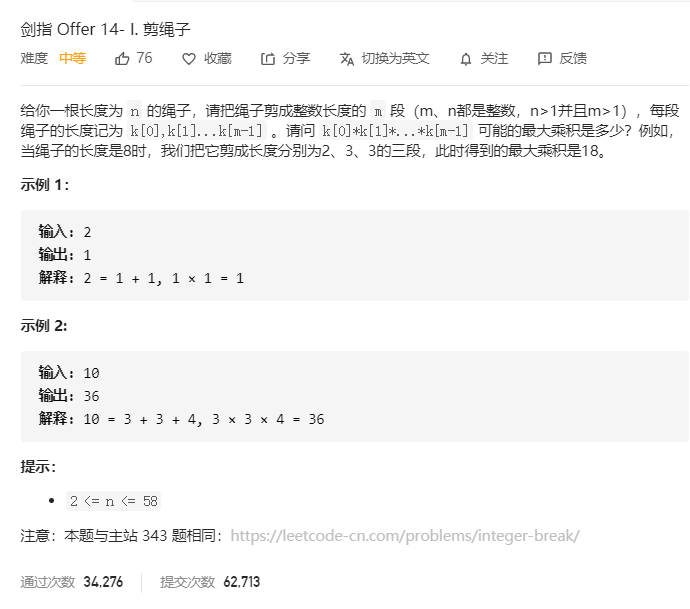 剑指 Offer 14- I. 剪绳子
难度 中等 76 收藏 分享 切换为英文 关注 反馈
给你一根长度为 n 的绳子，请把绳子剪成整数长度的 m 段（m、n都是整数，n>1并且m>1），每段
绳子的长度记为 k[0],k[1]...k[m-1] 。请问 k[0]*k[1]*...*k[m-1] 可能的最大乘积是多少？例如，
当绳子的长度是8时，我们把它剪成长度分别为2、3、3的三段，此时得到的最大乘积是18。
示例 1：
输入: 2
输出: 1
解释: 2 = 1 + 1, 1 × 1 = 1
示例 2:
输入: 10
输出: 36
解释: 10 = 3 + 3 + 4, 3 × 3 × 4 = 36
提示：
• 2 <= n <= 58
注意：本题与主站 343 题相同：https://leetcode-cn.com/problems/integer-break/
通过次数 34,276 提交次数 62,713